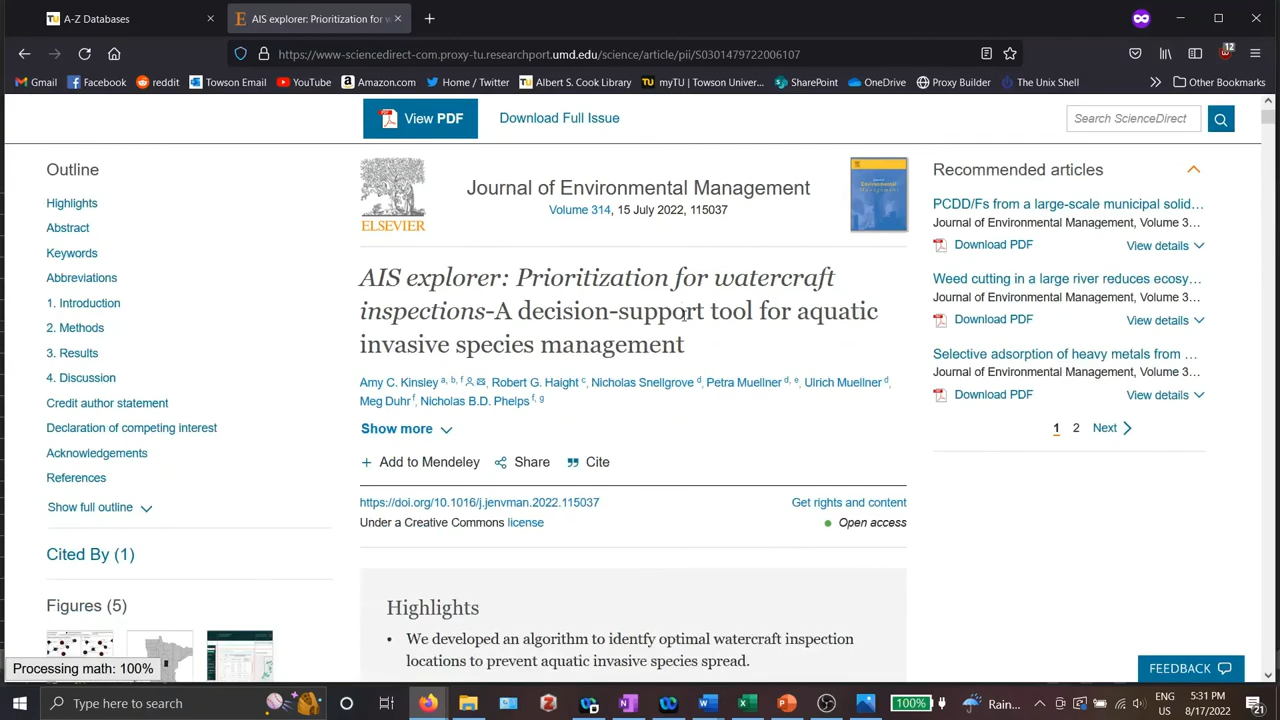 A-Z Databases
AIS explorer: Prioritization for w
https://www-sciencedirect-com.proxy-tu.researchport.umd.edu/science/article/pii/S0301479722006107
12
Gmail Facebook reddit Towson Email YouTube Amazon.com Home / Twitter Albert S. Cook Library myTU | Towson Univer... SharePoint OneDrive Proxy Builder The Unix Shell Other Bookmarks
View PDF
Download Full Issue
Search ScienceDirect
Outline
Highlights
Abstract
Keywords
Abbreviations
1. Introduction
2. Methods
3. Results
4. Discussion
Credit author statement
Declaration of competing interest
Acknowledgements
References
Show full outline
Cited By (1)
Figures (5)
Processing math: 100%
ELSEVIER
Journal of Environmental Management
Volume 314, 15 July 2022, 115037
AIS explorer: Prioritization for watercraft
inspections-A decision-support tool for aquatic
invasive species management
Amy C. Kinsley a, b, f, Robert G. Haight c, Nicholas Snellgrove d, Petra Muellner d, e, Ulrich Muellner d,
Meg Duhr f, Nicholas B.D. Phelps f, g
Show more
Add to Mendeley Share Cite
https://doi.org/10.1016/j.jenvman.2022.115037
Get rights and content
Under a Creative Commons license
Open access
Highlights
• We developed an algorithm to identfy optimal watercraft inspection
locations to prevent aquatic invasive species spread.
Recommended articles
PCDD/Fs from a large-scale municipal solid...
Journal of Environmental Management, Volume 3...
Download PDF View details
Weed cutting in a large river reduces ecosy...
Journal of Environmental Management, Volume 3...
Download PDF View details
Selective adsorption of heavy metals from ...
Journal of Environmental Management, Volume 3...
Download PDF View details
1 2 Next
FEEDBACK
Type here to search
100%
Rain...
ENG
US
5:31 PM
8/17/2022
21